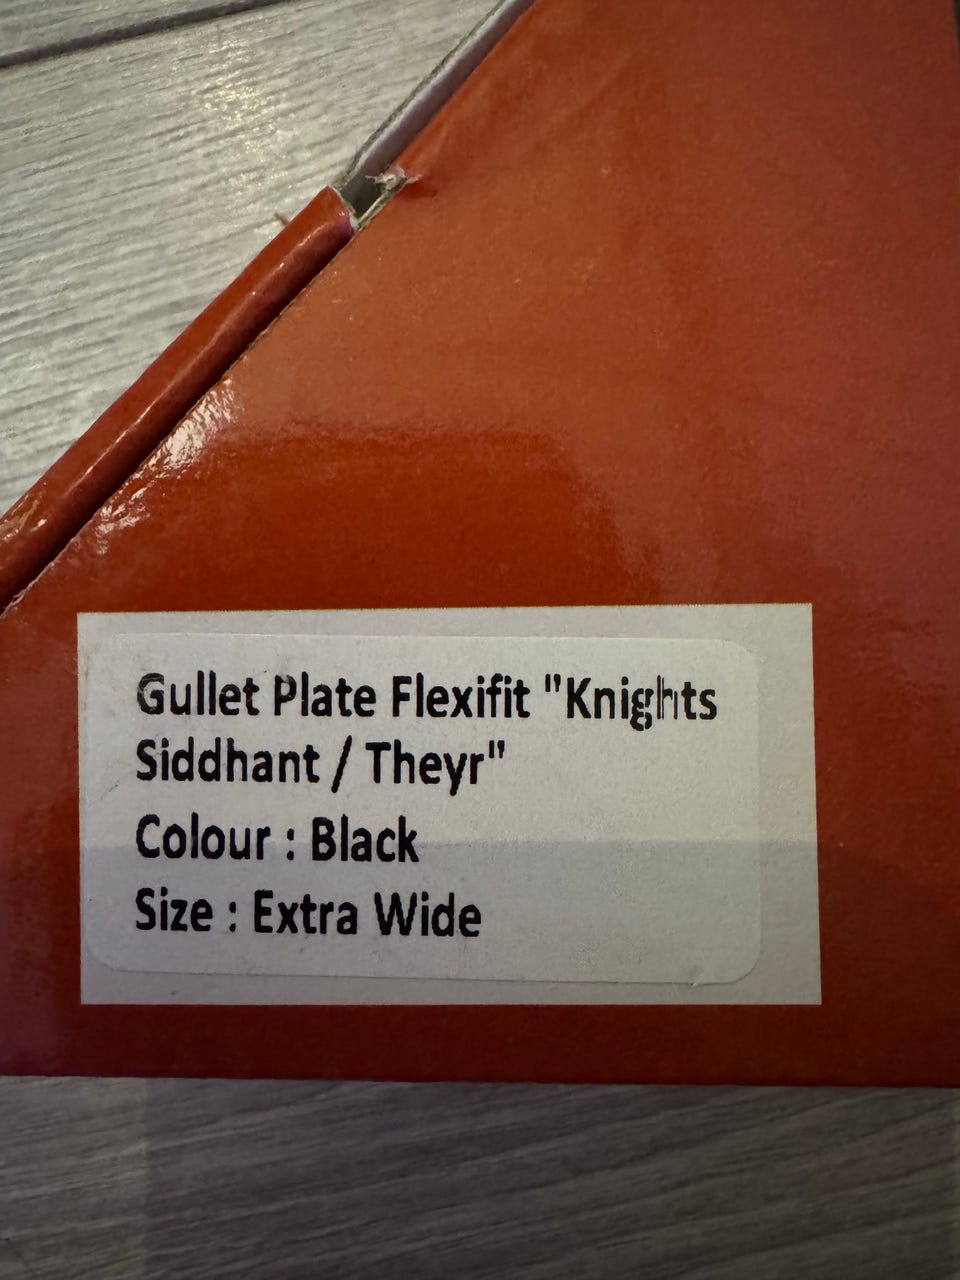 Gullet Plate Flexifit "Knights
Siddhant / Theyr"
Colour : Black
Size : Extra Wide